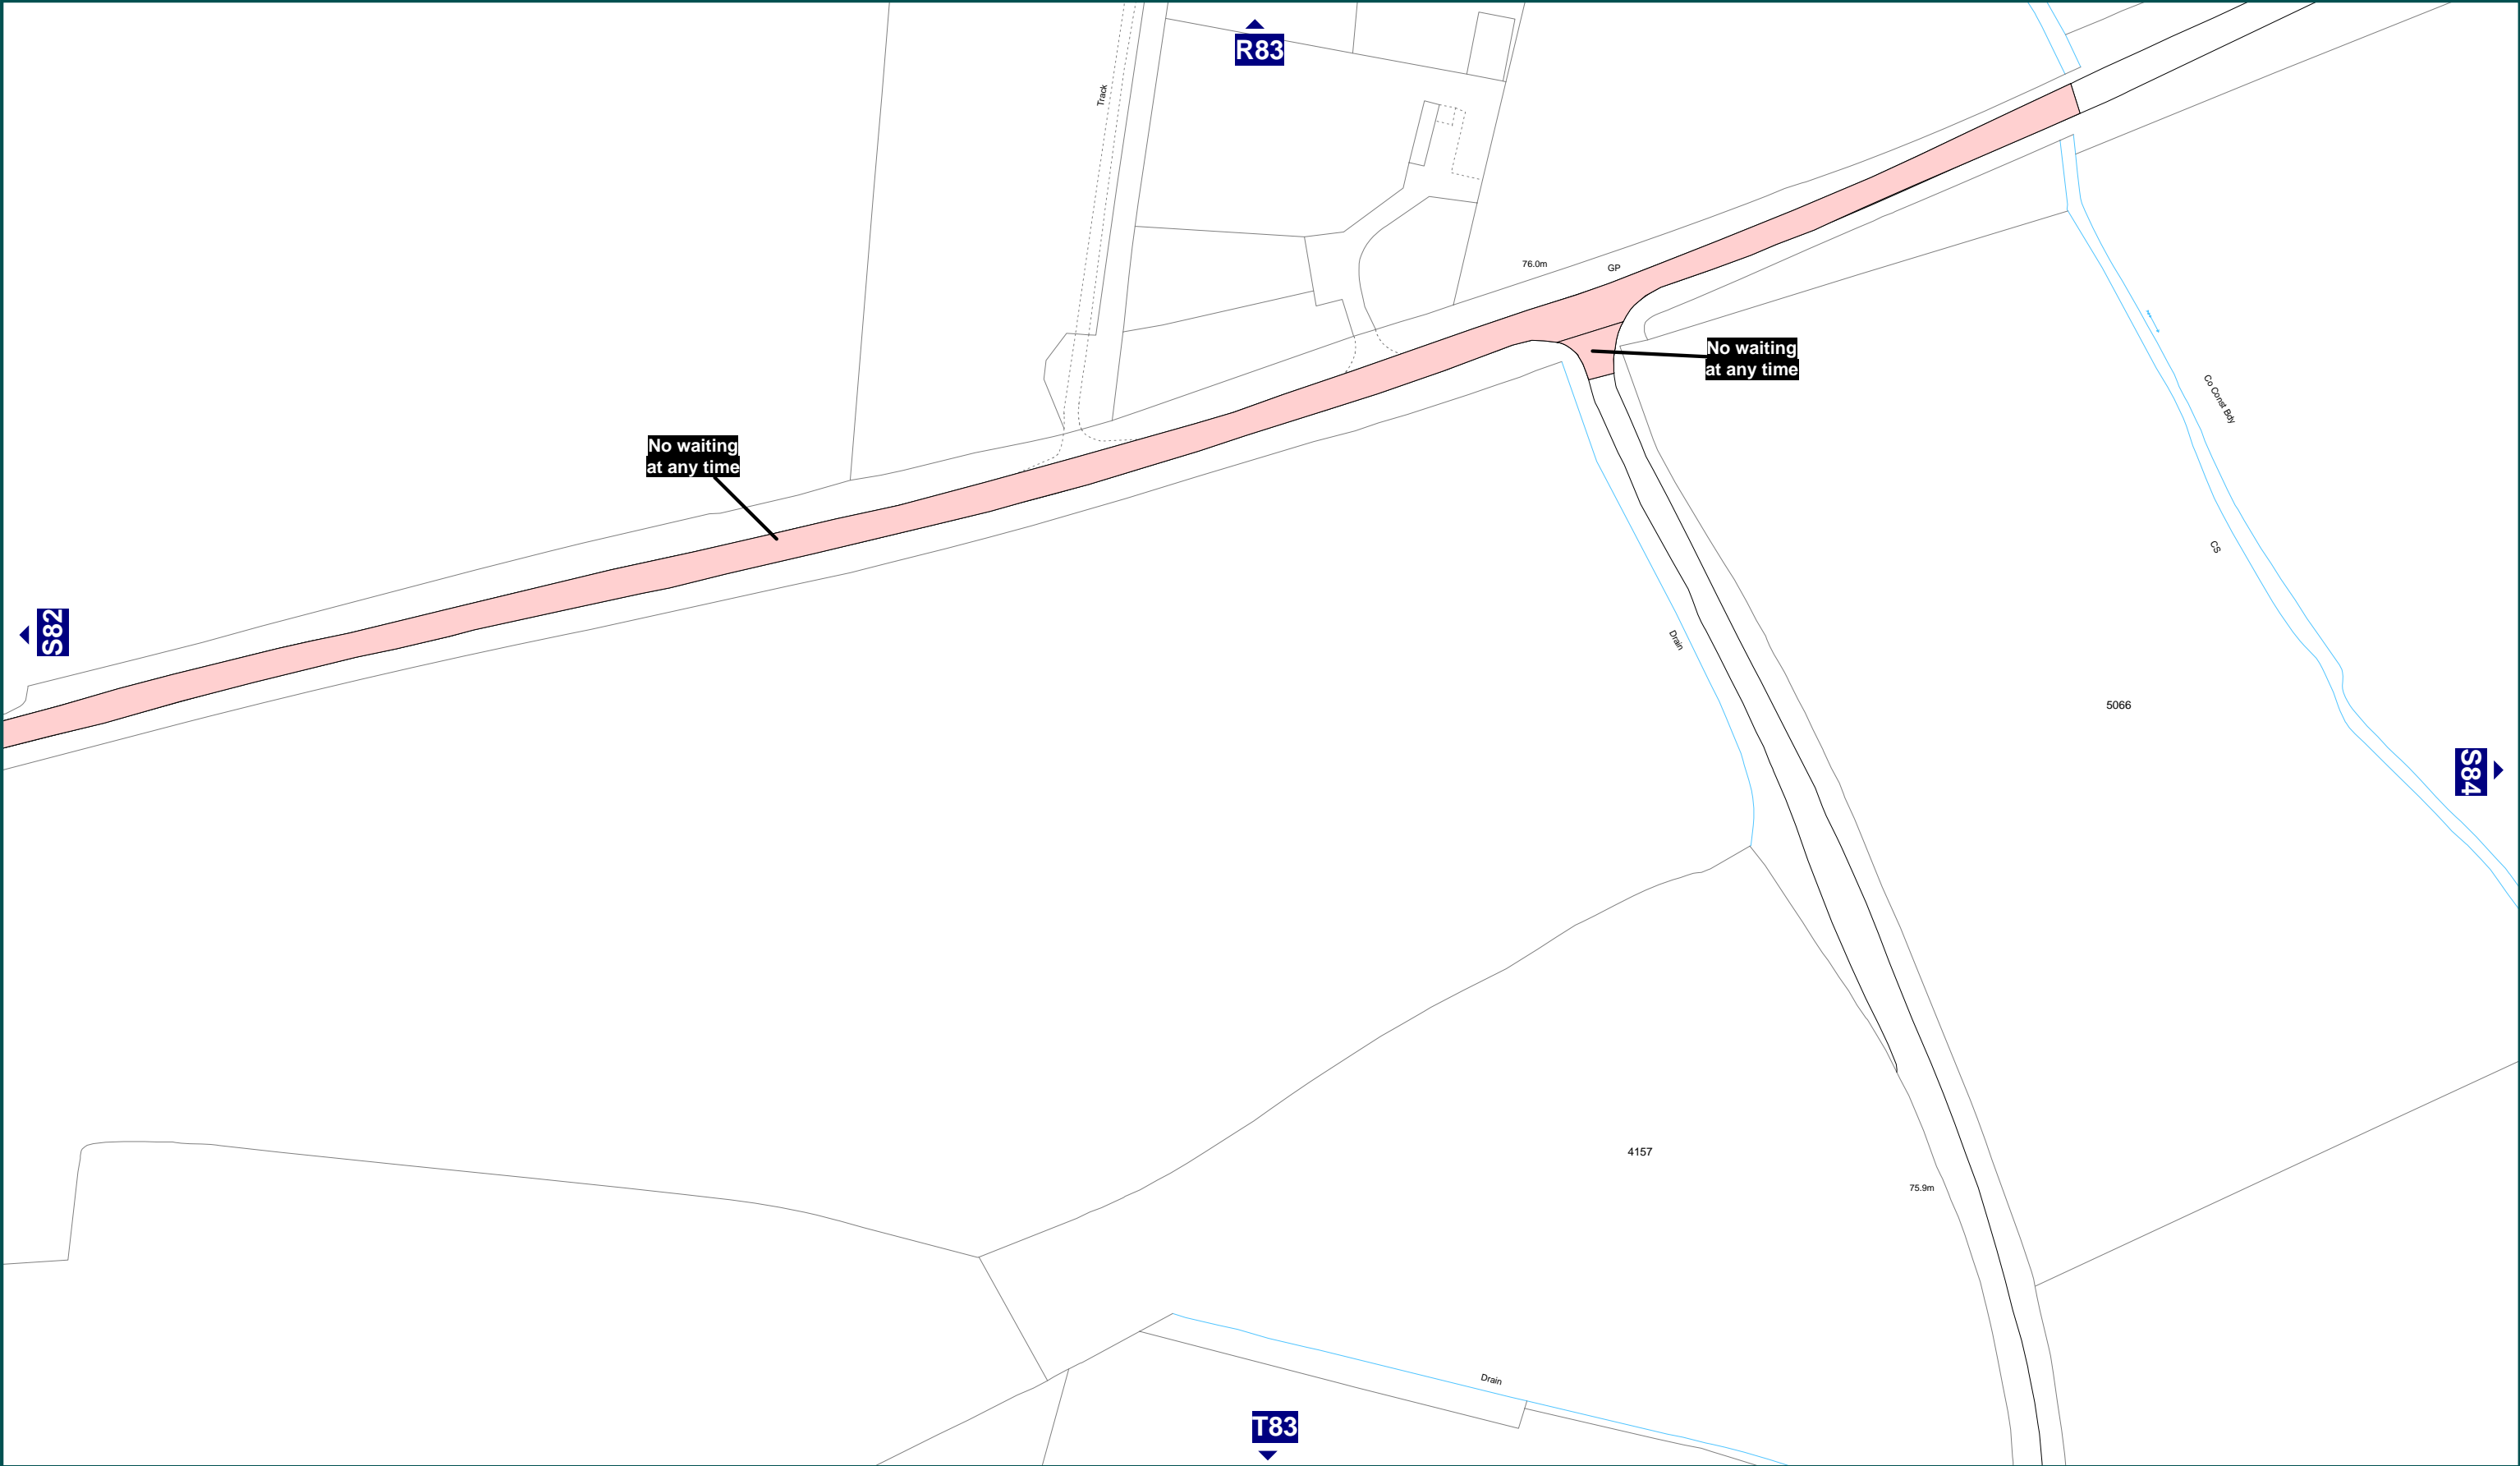 R83
Track
76.0m
GP
No waiting
at any time
Co Const Bdy
No waiting
at any time
CS
S82
Drain
5066
S84
4157
75.9m
Drain
T83